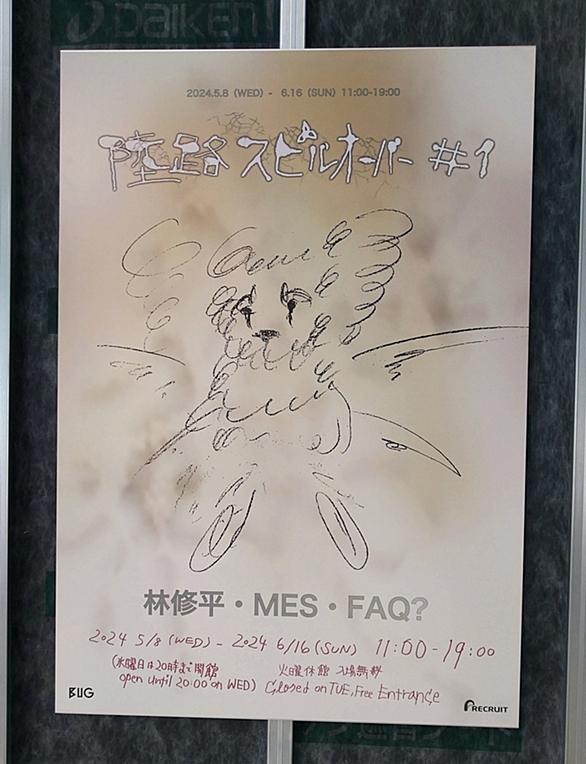 Daiken
2024.5.8 (WED) - 6.16 (SUN) 11:00-19:00
陸路スピルオーバー #1
林修平・MES・FAQ?
2024 5/8 (WED) - 2024 6/16 (SUN) 11:00-19:00
(水曜日は20時まで開館 火曜休館 入場無料
open until 20:00 on WED) Closed on TUE, Free Entrance
BUG
RECRUIT